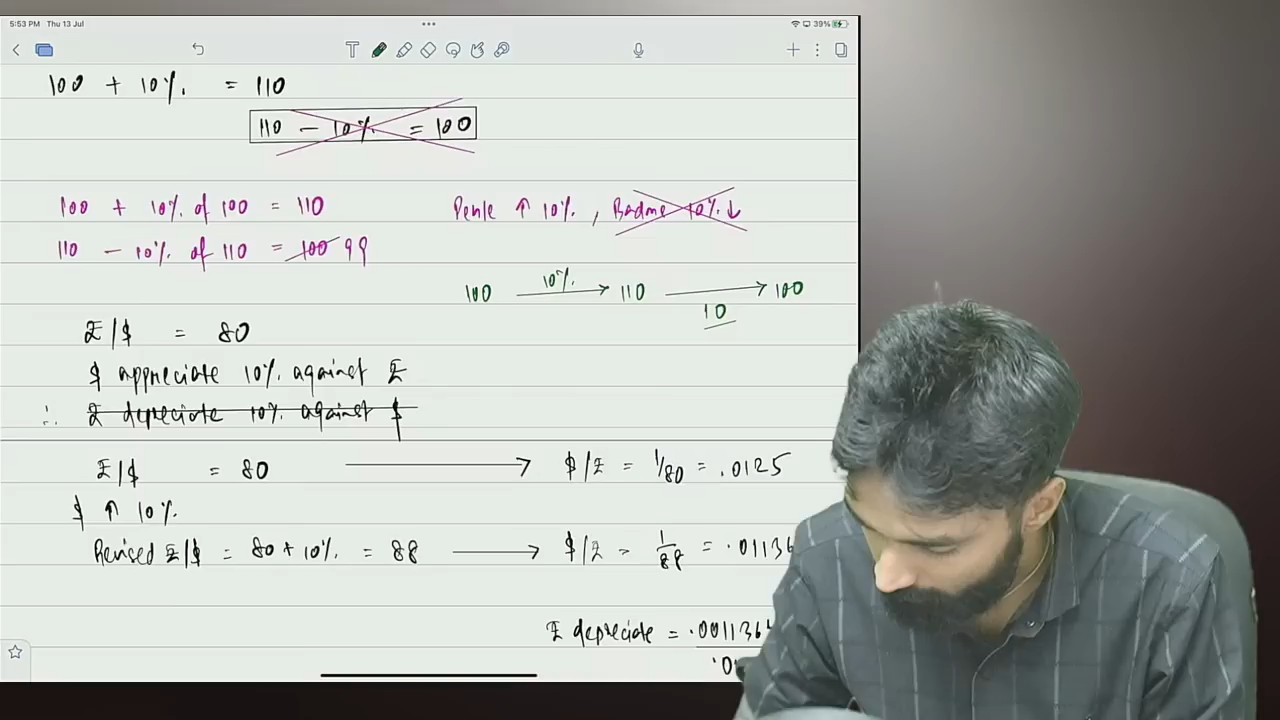 5:53 PM Thu 13 Jul
39%
100 + 10% = 110
110 – 10% = 100
100 + 10% of 100 = 110
Pehle ↑ 10%, Badme 10% ↓
110 – 10% of 110 = 100 99
100 10% 110 10 100
₹/$ = 80
$ appreciate 10% against ₹
∴ ₹ depreciate 10% against $
₹/$ = 80 → $/₹ = 1/80 = .0125
$ ↑ 10%
Revised ₹/$ = 80 + 10% = 88 → $/₹ = 1/88 = .01136
₹ depreciate = .001136